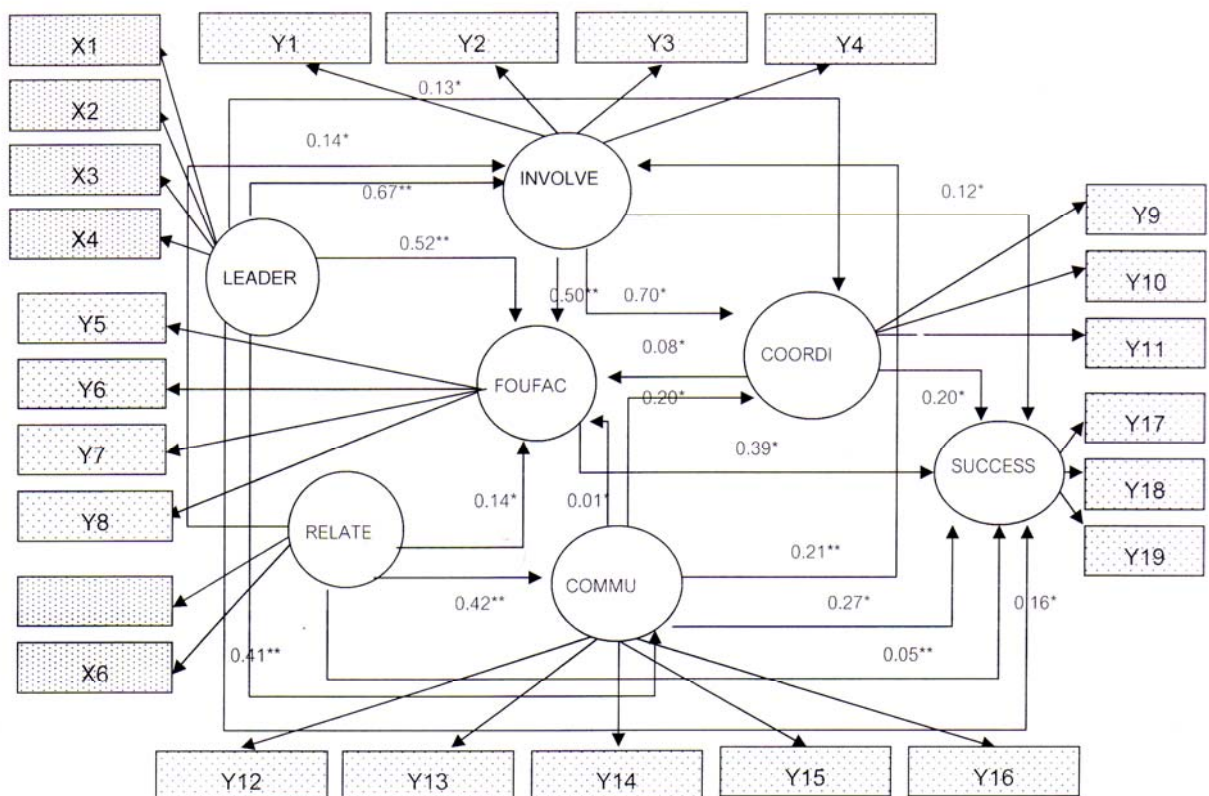 X1
Y1
Y2
Y3
Y4
X2
0.13*
0.14*
X3
INVOLVE
0.67**
0.12*
Y9
X4
0.52**
LEADER
0.50**
0.70*
Y10
Y5
0.08*
COORDI
Y11
Y6
FOUFAC
0.20*
0.20*
Y17
Y7
0.39*
SUCCESS
Y18
Y8
0.14*
0.01*
RELATE
0.21**
Y19
COMMU
0.42**
0.27*
0.16*
X6
0.41**
0.05**
Y12
Y13
Y14
Y15
Y16